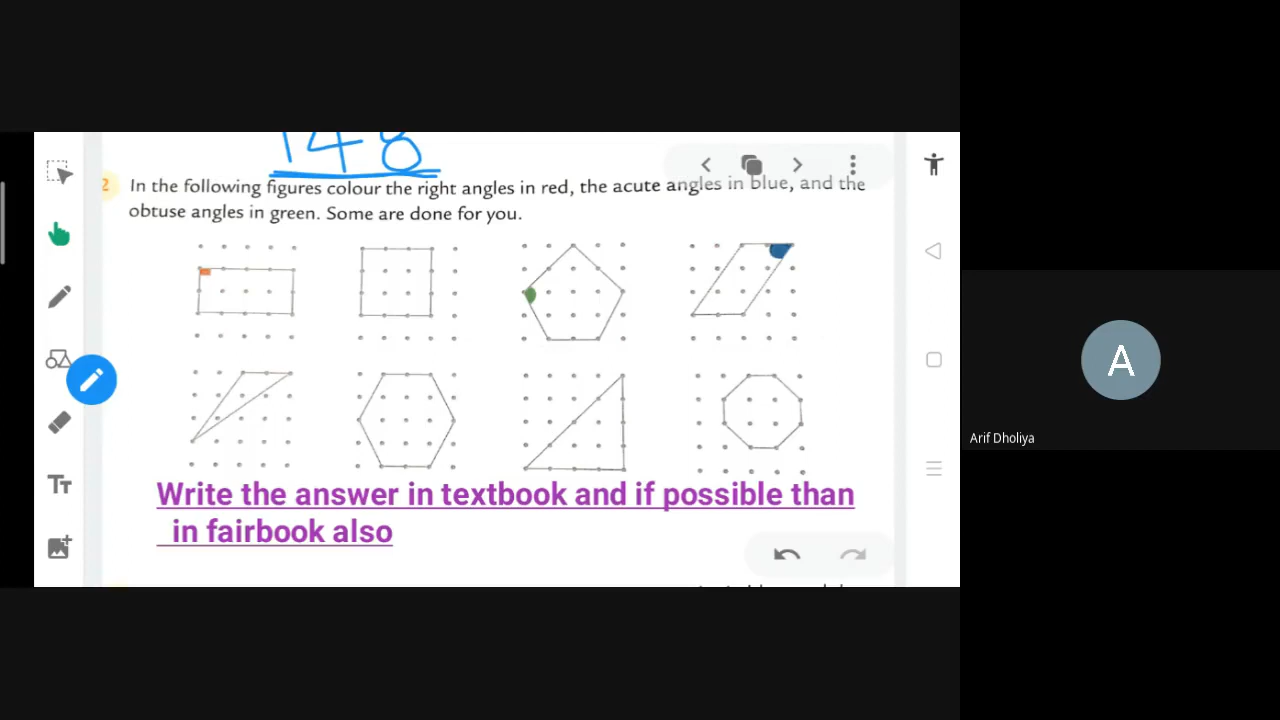 148
2 In the following figures colour the right angles in red, the acute angles in blue, and the
obtuse angles in green. Some are done for you.
Write the answer in textbook and if possible than
in fairbook also
Tт
A
Arif Dholiya